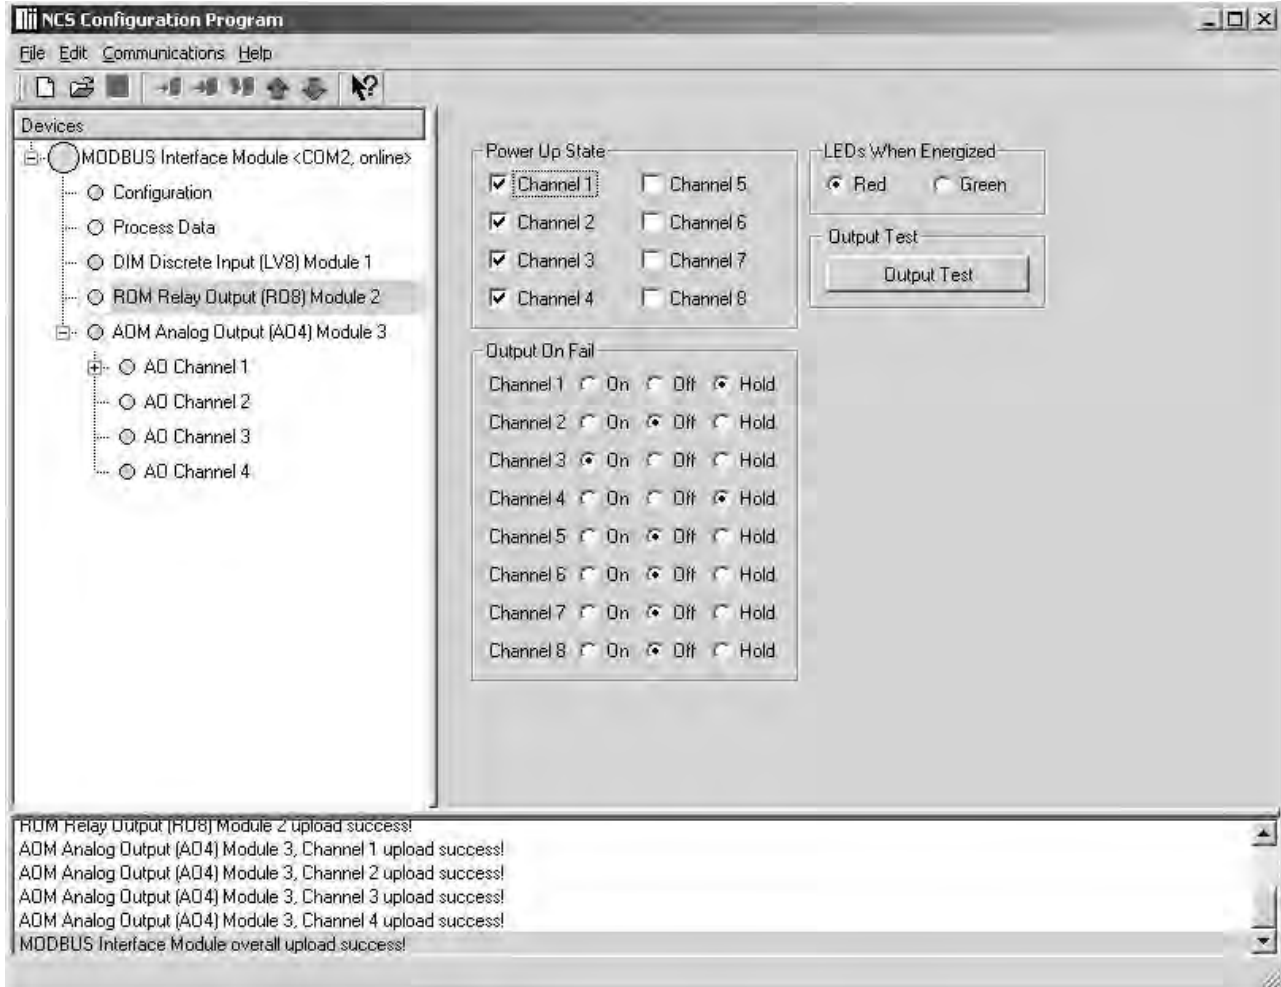 NCS Configuration Program
File Edit Communications Help
Devices
MODBUS Interface Module <COM2, online>
Configuration
Process Data
DIM Discrete Input (LV8) Module 1
ROM Relay Output (RO8) Module 2
AOM Analog Output (AO4) Module 3
AO Channel 1
AO Channel 2
AO Channel 3
AO Channel 4
Power Up State
Channel 1 Channel 5
Channel 2 Channel 6
Channel 3 Channel 7
Channel 4 Channel 8
LEDs When Energized
Red Green
Output Test
Output Test
Output On Fail
Channel 1 On Off Hold
Channel 2 On Off Hold
Channel 3 On Off Hold
Channel 4 On Off Hold
Channel 5 On Off Hold
Channel 6 On Off Hold
Channel 7 On Off Hold
Channel 8 On Off Hold
ROM Relay Output (RO8) Module 2 upload success!
AOM Analog Output (AO4) Module 3, Channel 1 upload success!
AOM Analog Output (AO4) Module 3, Channel 2 upload success!
AOM Analog Output (AO4) Module 3, Channel 3 upload success!
AOM Analog Output (AO4) Module 3, Channel 4 upload success!
MODBUS Interface Module overall upload success!